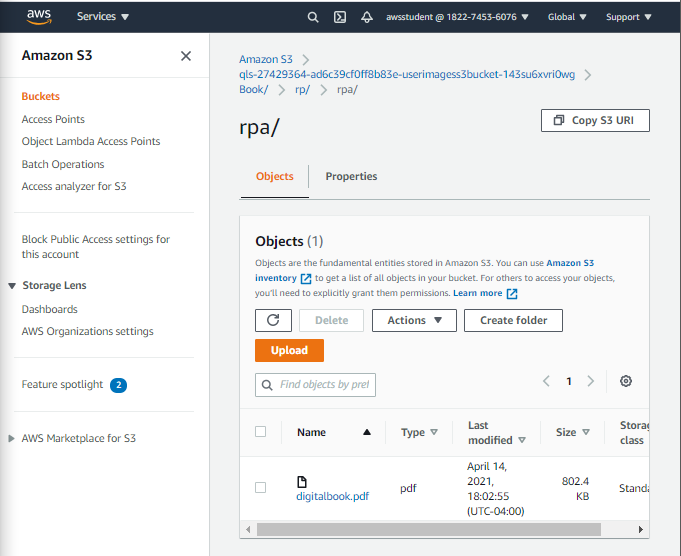 aws
Services
awsstudent @ 1822-7453-6076
Global
Support
Amazon S3
Buckets
Access Points
Object Lambda Access Points
Batch Operations
Access analyzer for S3
Block Public Access settings for
this account
Storage Lens
Dashboards
AWS Organizations settings
Feature spotlight 2
AWS Marketplace for S3
Amazon S3
qls-27429364-ad6c39cf0ff8b83e-userimagess3bucket-143su6xvri0wg
Book/ rp/ rpa/
rpa/
Copy S3 URI
Objects
Properties
Objects (1)
Objects are the fundamental entities stored in Amazon S3. You can use Amazon S3
inventory to get a list of all objects in your bucket. For others to access your objects,
you'll need to explicitly grant them permissions. Learn more
Delete
Actions
Create folder
Upload
Find objects by pref
1
Name
Type
Last
modified
Size
Storag
class
digitalbook.pdf
pdf
April 14,
2021,
18:02:55
(UTC-04:00)
802.4
KB
Standa